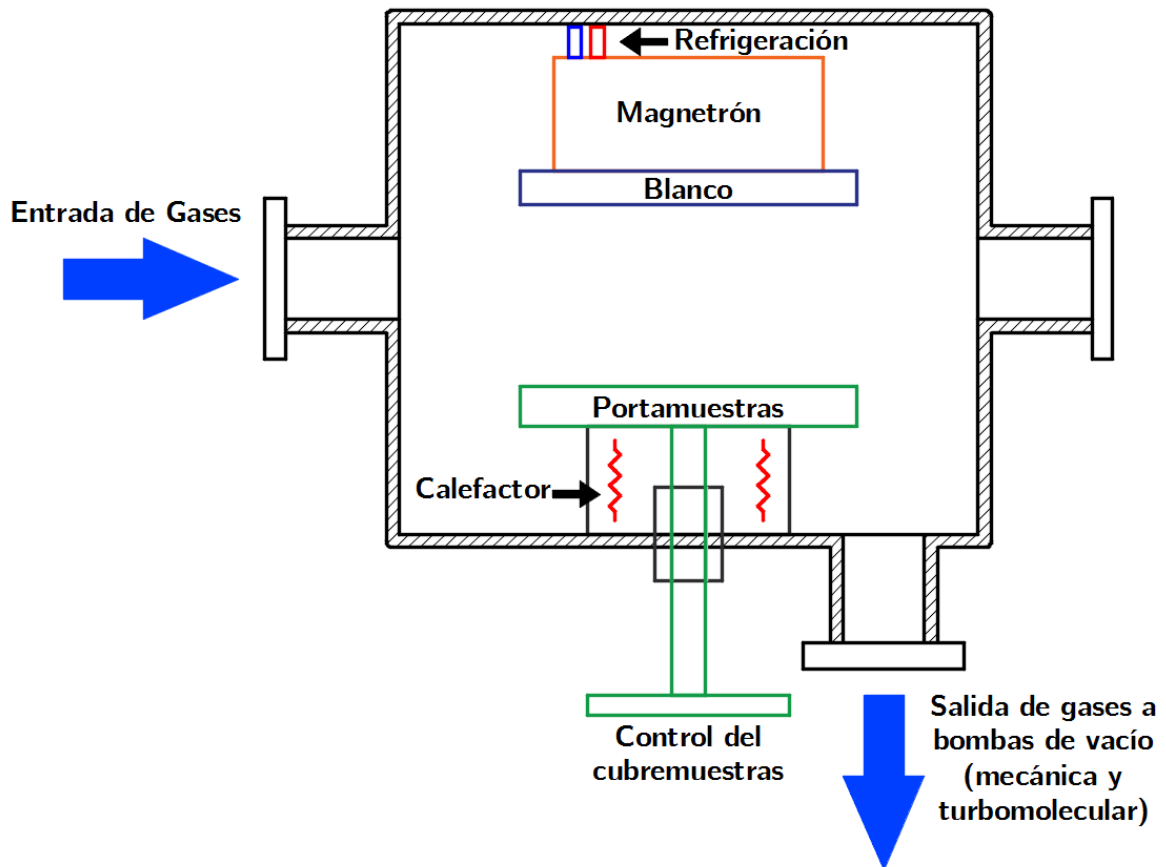 Refrigeración
Magnetrón
Blanco
Entrada de Gases
Portamuestras
Calefactor
Control del
cubremuestras
Salida de gases a
bombas de vacío
(mecánica y
turbomolecular)